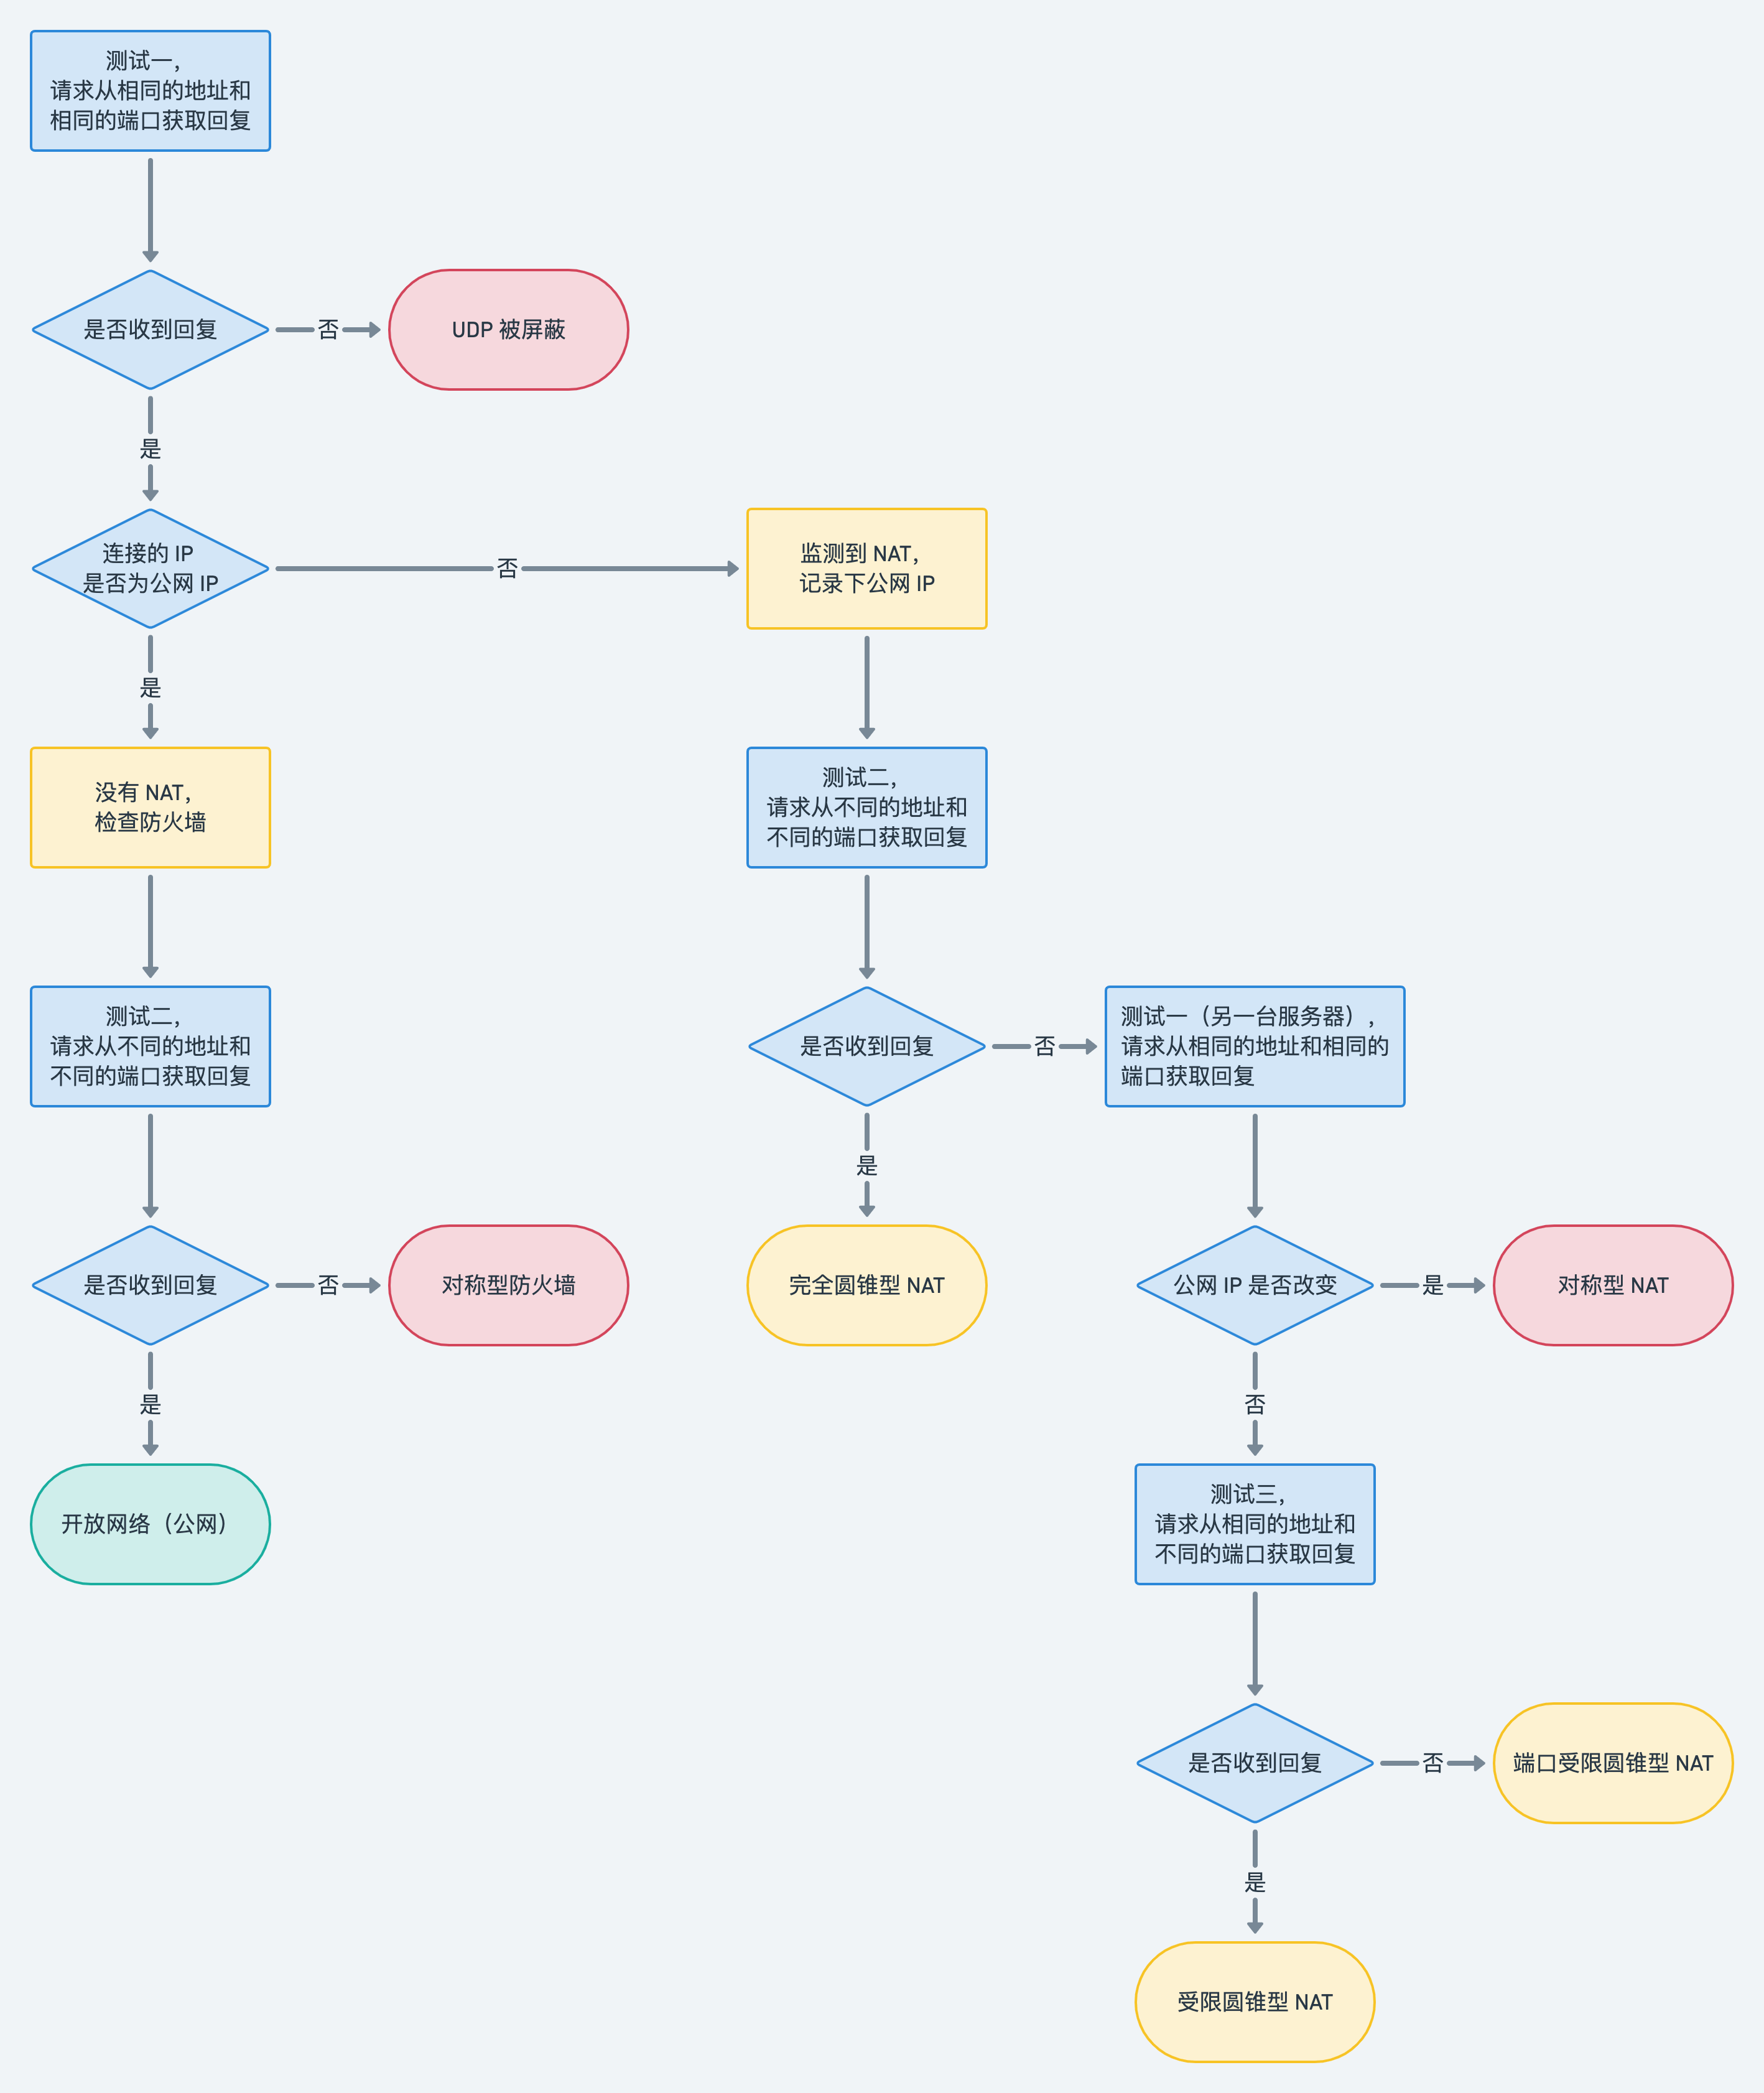 测试一，
请求从相同的地址和
相同的端口获取回复
是否收到回复
否
UDP 被屏蔽
是
连接的 IP
是否为公网 IP
否
监测到 NAT，
记录下公网 IP
是
没有 NAT，
检查防火墙
测试二，
请求从不同的地址和
不同的端口获取回复
测试二，
请求从不同的地址和
不同的端口获取回复
是否收到回复
否
测试一（另一台服务器），
请求从相同的地址和相同的
端口获取回复
是
是否收到回复
否
对称型防火墙
完全圆锥型 NAT
公网 IP 是否改变
是
对称型 NAT
是
否
开放网络（公网）
测试三，
请求从相同的地址和
不同的端口获取回复
是否收到回复
否
端口受限圆锥型 NAT
是
受限圆锥型 NAT